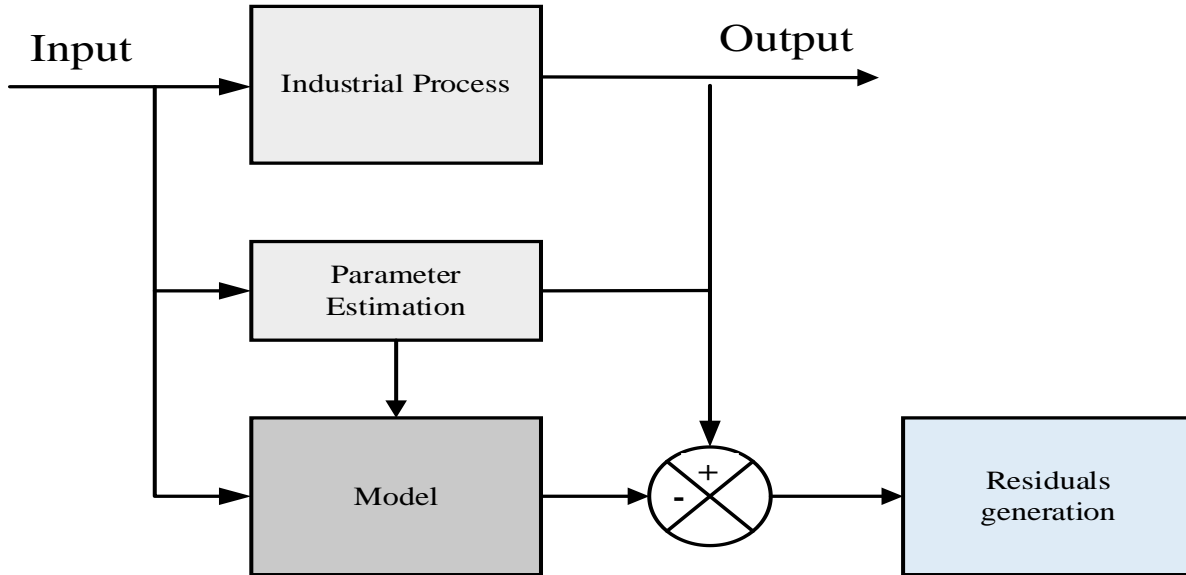 Input
Output
Industrial Process
Parameter
Estimation
Model
+
-
Residuals
generation